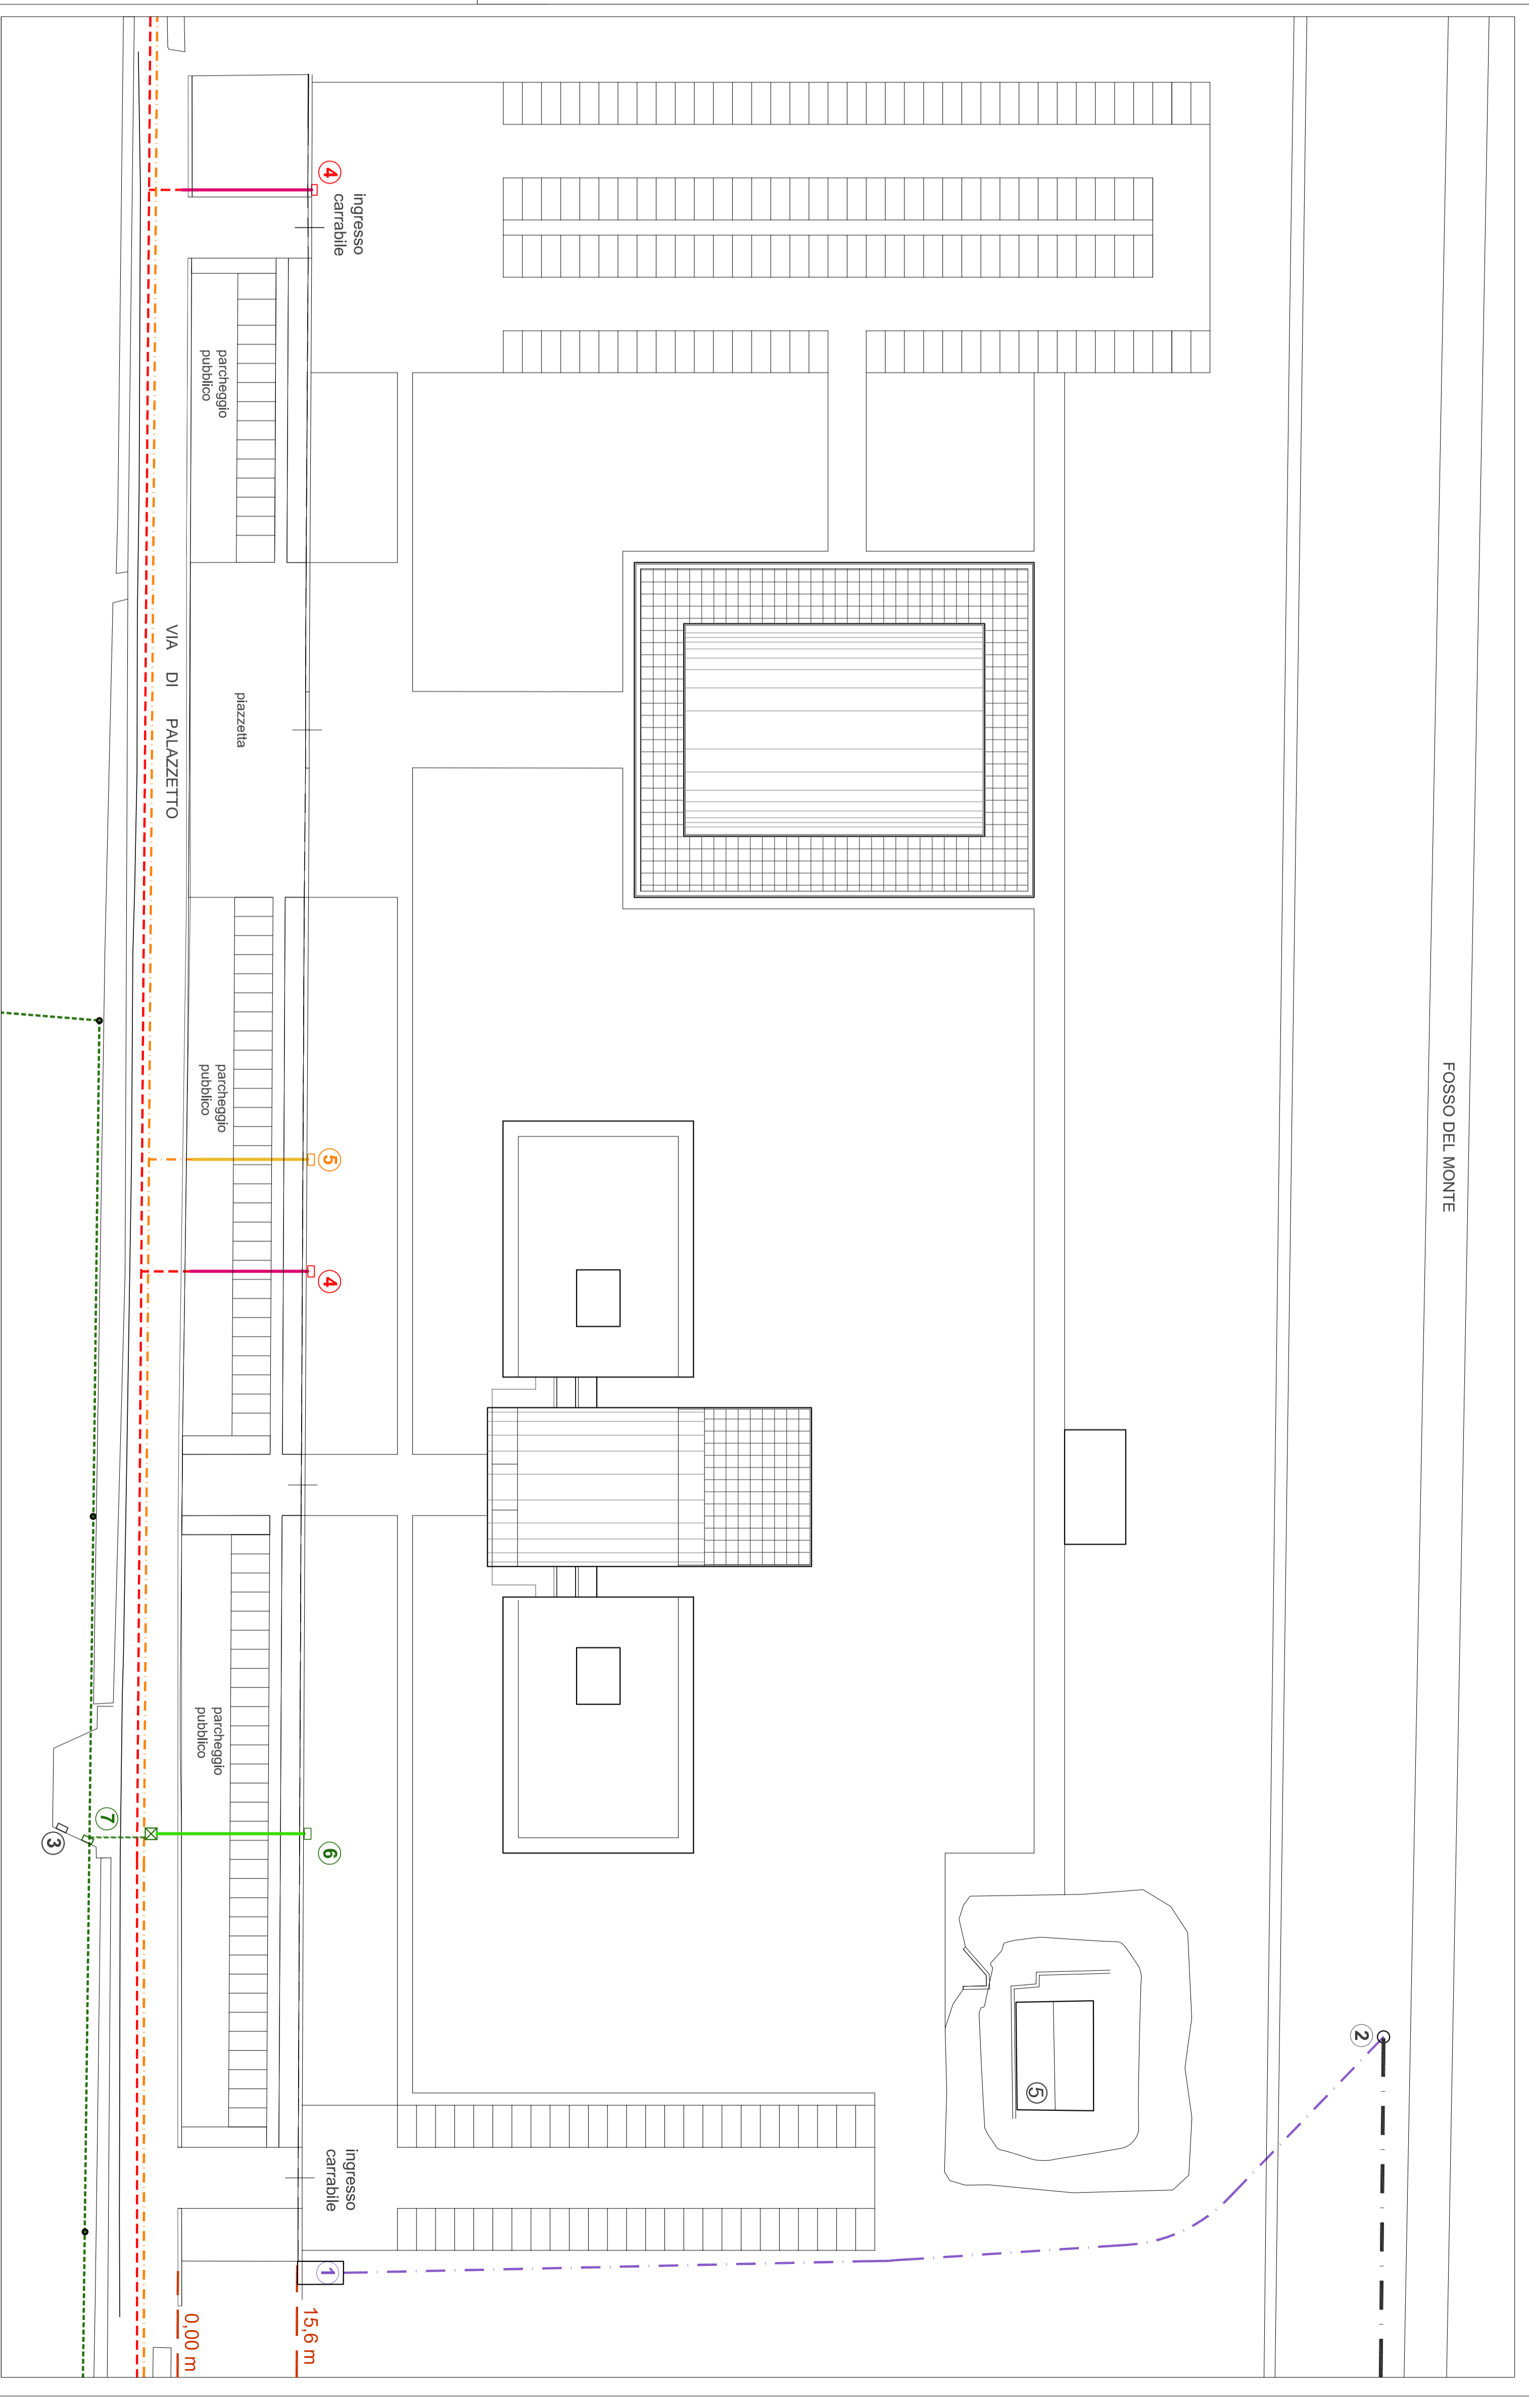 FOSSO DEL MONTE
ingresso
carrabile
4
parcheggio
pubblico
piazzetta
VIA DI PALAZZETTO
parcheggio
pubblico
5
4
parcheggio
pubblico
6
7
3
2
5
ingresso
carrabile
1
15,6 m
0,00 m